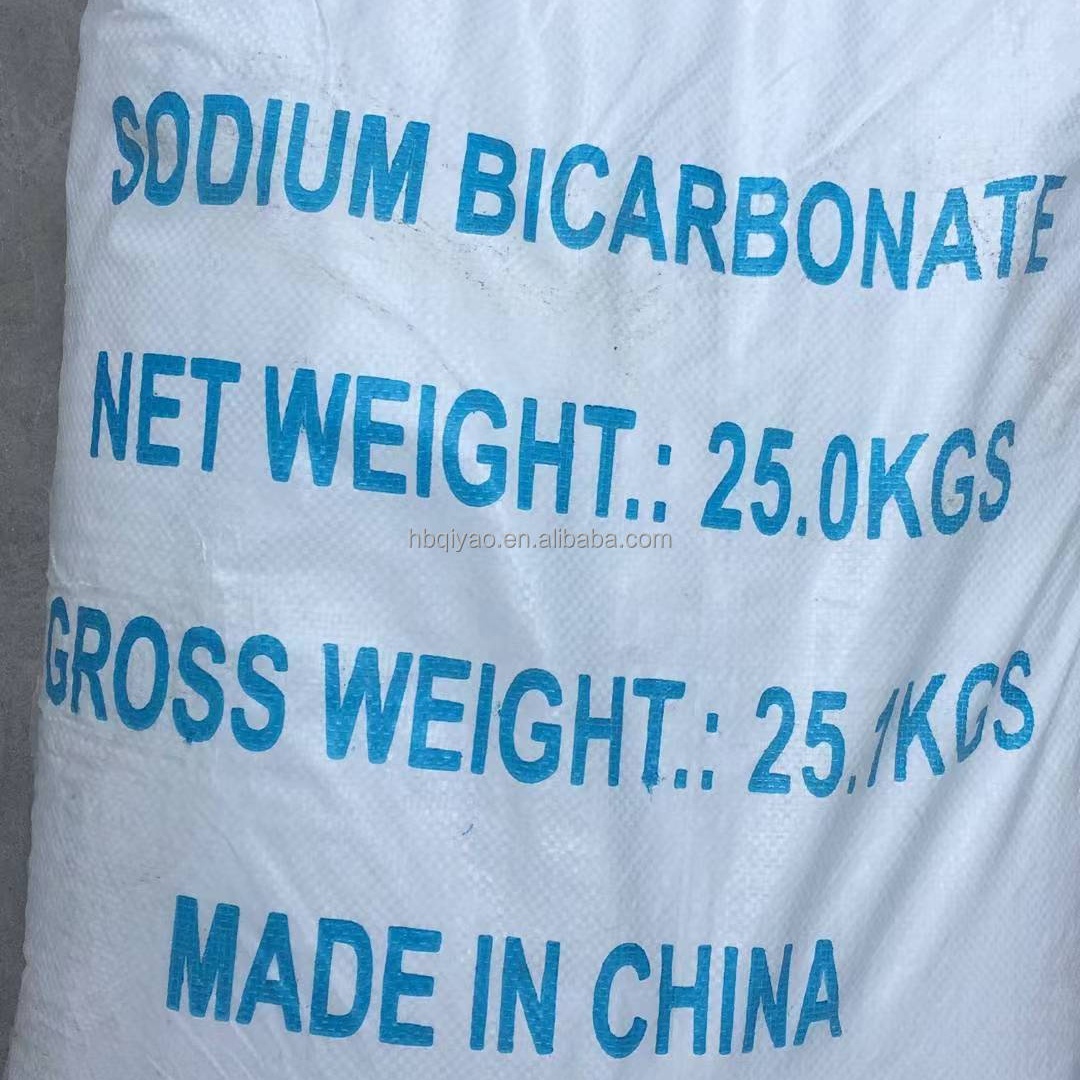 SODIUM BICARBONATE
NET WEIGHT.: 25.0KGS
hbqiyao.en.alibaba.com
GROSS WEIGHT.: 25.1KGS
MADE IN CHINA